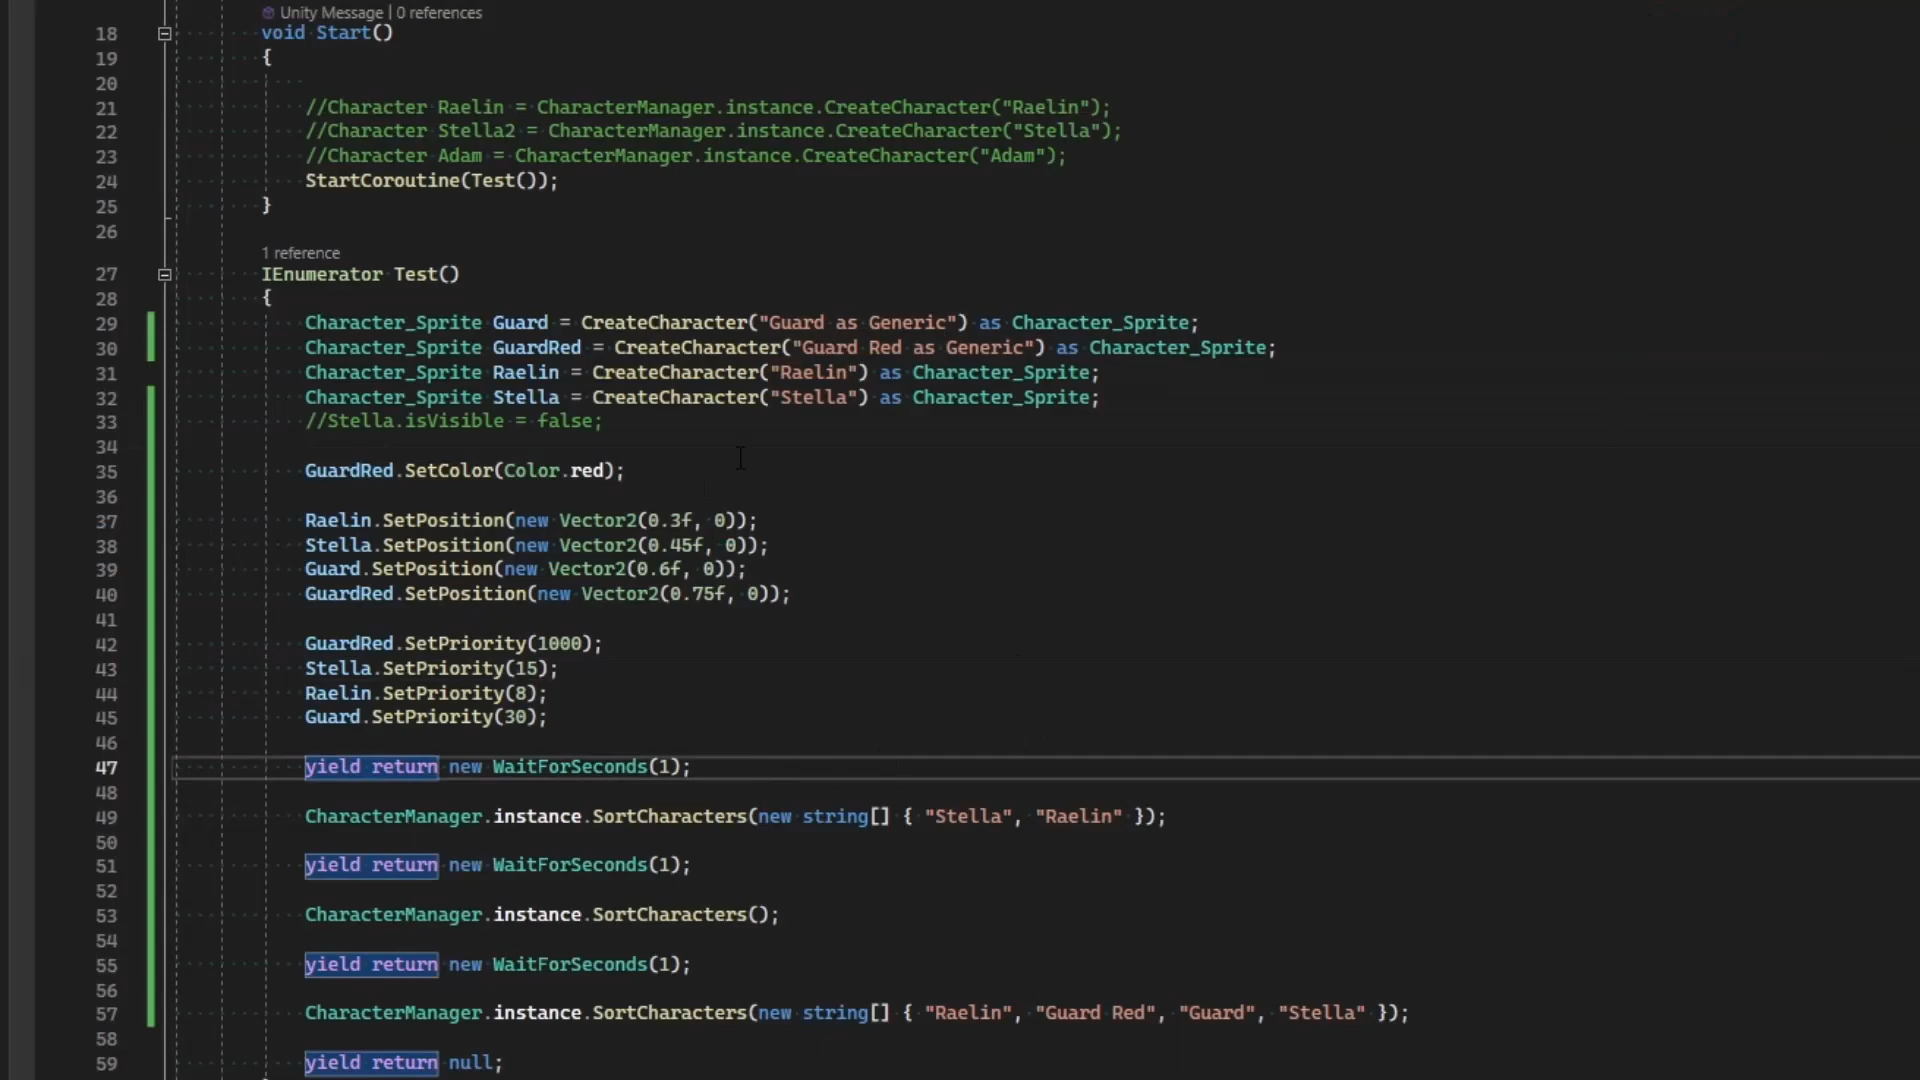 Unity Message | 0 references
18 void Start()
19 {
20
21 //Character Raelin = CharacterManager.instance.CreateCharacter("Raelin");
22 //Character Stella2 = CharacterManager.instance.CreateCharacter("Stella");
23 //Character Adam = CharacterManager.instance.CreateCharacter("Adam");
24 StartCoroutine(Test());
25 }
26
1 reference
27 IEnumerator Test()
28 {
29 Character_Sprite Guard = CreateCharacter("Guard as Generic") as Character_Sprite;
30 Character_Sprite GuardRed = CreateCharacter("Guard Red as Generic") as Character_Sprite;
31 Character_Sprite Raelin = CreateCharacter("Raelin") as Character_Sprite;
32 Character_Sprite Stella = CreateCharacter("Stella") as Character_Sprite;
33 //Stella.isVisible = false;
34
35 GuardRed.SetColor(Color.red);
36
37 Raelin.SetPosition(new Vector2(0.3f, 0));
38 Stella.SetPosition(new Vector2(0.45f, 0));
39 Guard.SetPosition(new Vector2(0.6f, 0));
40 GuardRed.SetPosition(new Vector2(0.75f, 0));
41
42 GuardRed.SetPriority(1000);
43 Stella.SetPriority(15);
44 Raelin.SetPriority(8);
45 Guard.SetPriority(30);
46
47 yield return new WaitForSeconds(1);
48
49 CharacterManager.instance.SortCharacters(new string[] { "Stella", "Raelin" });
50
51 yield return new WaitForSeconds(1);
52
53 CharacterManager.instance.SortCharacters();
54
55 yield return new WaitForSeconds(1);
56
57 CharacterManager.instance.SortCharacters(new string[] { "Raelin", "Guard Red", "Guard", "Stella" });
58
59 yield return null;